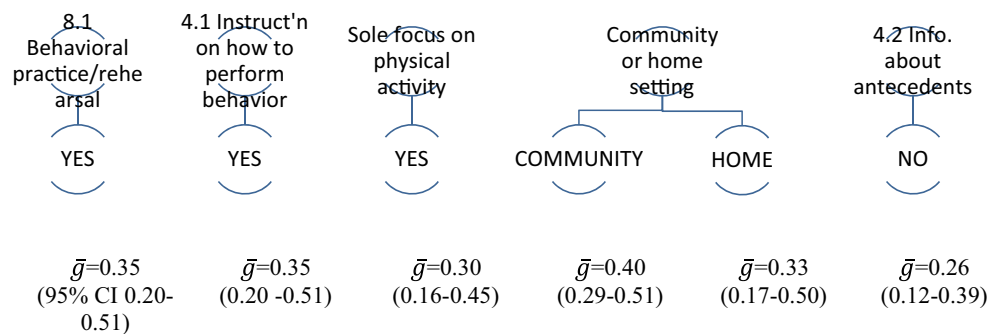 8.1
Behavioral
practice/rehe
arsal
4.1 Instruct'n
on how to
perform
behavior
Sole focus on
physical
activity
Community
or home
setting
4.2 Info.
about
antecedents
YES
YES
YES
COMMUNITY
HOME
NO
g̅=0.35
(95% CI 0.20-
0.51)
g̅=0.35
(0.20 -0.51)
g̅=0.30
(0.16-0.45)
g̅=0.40
(0.29-0.51)
g̅=0.33
(0.17-0.50)
g̅=0.26
(0.12-0.39)